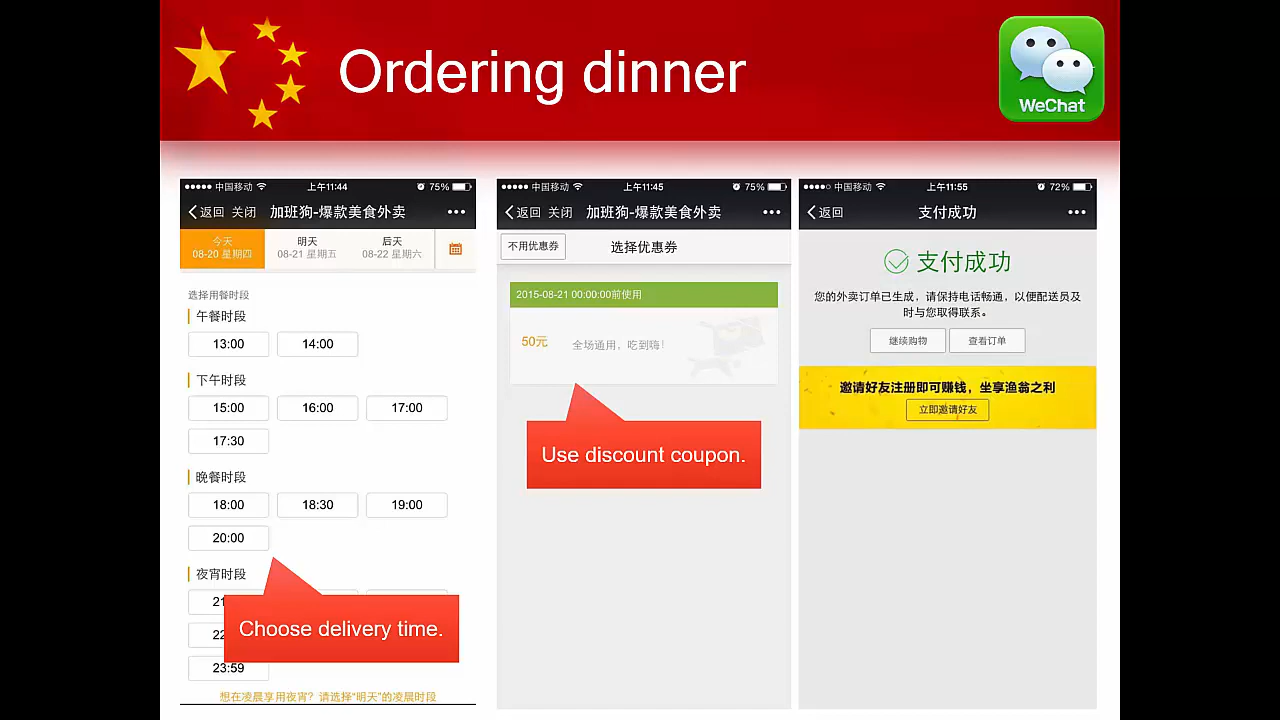 Ordering dinner
WeChat
中国移动 上午11:44 75%
返回 关闭 加班狗-爆款美食外卖
今天 明天 后天
08-20 星期四 08-21 星期五 08-22 星期六
选择用餐时段
午餐时段
13:00 14:00
下午时段
15:00 16:00 17:00
17:30
晚餐时段
18:00 18:30 19:00
20:00
夜宵时段
21
22
23:59
Choose delivery time.
想在凌晨享用夜宵？请选择“明天”的凌晨时段
中国移动 上午11:45 75%
返回 关闭 加班狗-爆款美食外卖
不用优惠券 选择优惠券
2015-08-21 00:00:00前使用
50元 全场通用，吃到嗨！
Use discount coupon.
中国移动 上午11:55 72%
返回 支付成功
支付成功
您的外卖订单已生成，请保持电话畅通，以便配送员及
时与您取得联系。
继续购物 查看订单
邀请好友注册即可赚钱，坐享渔翁之利
立即邀请好友